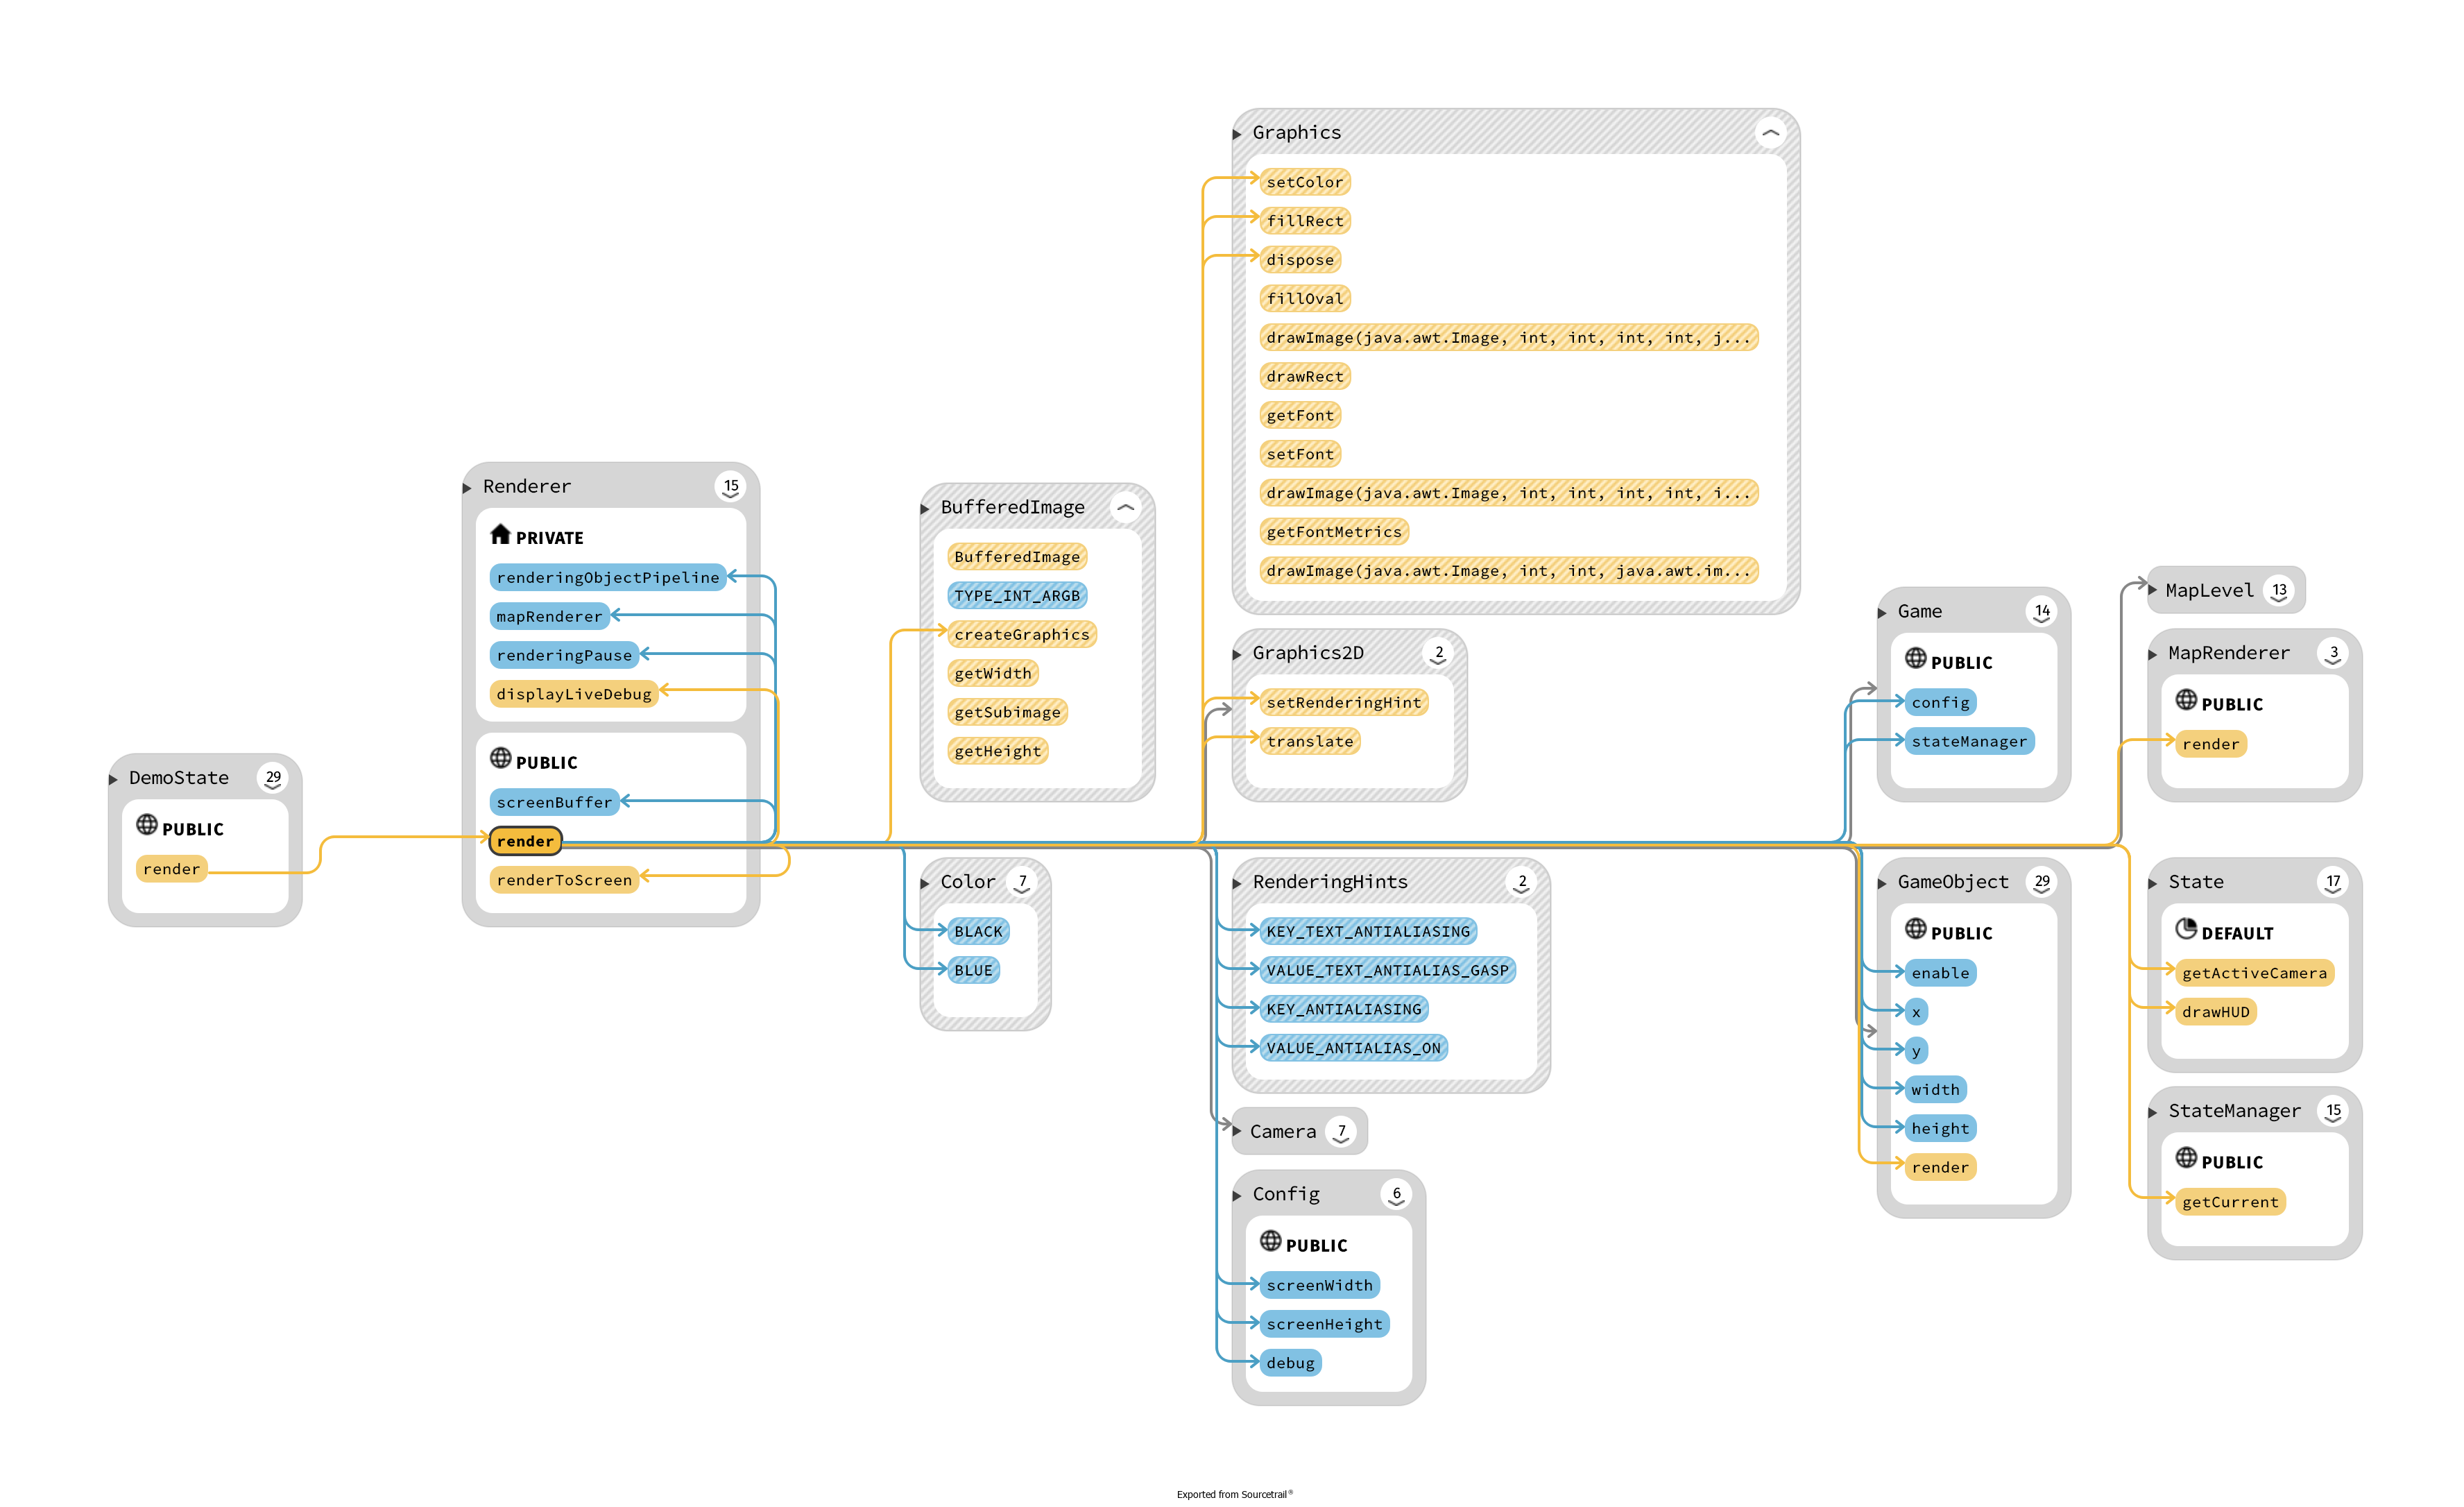 DemoState 29
PUBLIC
render
Renderer 15
PRIVATE
renderingObjectPipeline
mapRenderer
renderingPause
displayLiveDebug
PUBLIC
screenBuffer
render
renderToScreen
BufferedImage
BufferedImage
TYPE_INT_ARGB
createGraphics
getWidth
getSubimage
getHeight
Color 7
BLACK
BLUE
Graphics
setColor
fillRect
dispose
fillOval
drawImage(java.awt.Image, int, int, int, int, j...
drawRect
getFont
setFont
drawImage(java.awt.Image, int, int, int, int, i...
getFontMetrics
drawImage(java.awt.Image, int, int, java.awt.im...
Graphics2D 2
setRenderingHint
translate
RenderingHints 2
KEY_TEXT_ANTIALIASING
VALUE_TEXT_ANTIALIAS_GASP
KEY_ANTIALIASING
VALUE_ANTIALIAS_ON
Camera 7
Config 6
PUBLIC
screenWidth
screenHeight
debug
Game 14
PUBLIC
config
stateManager
GameObject 29
PUBLIC
enable
x
y
width
height
render
MapLevel 13
MapRenderer 3
PUBLIC
render
State 17
DEFAULT
getActiveCamera
drawHUD
StateManager 15
PUBLIC
getCurrent
Exported from Sourcetrail®